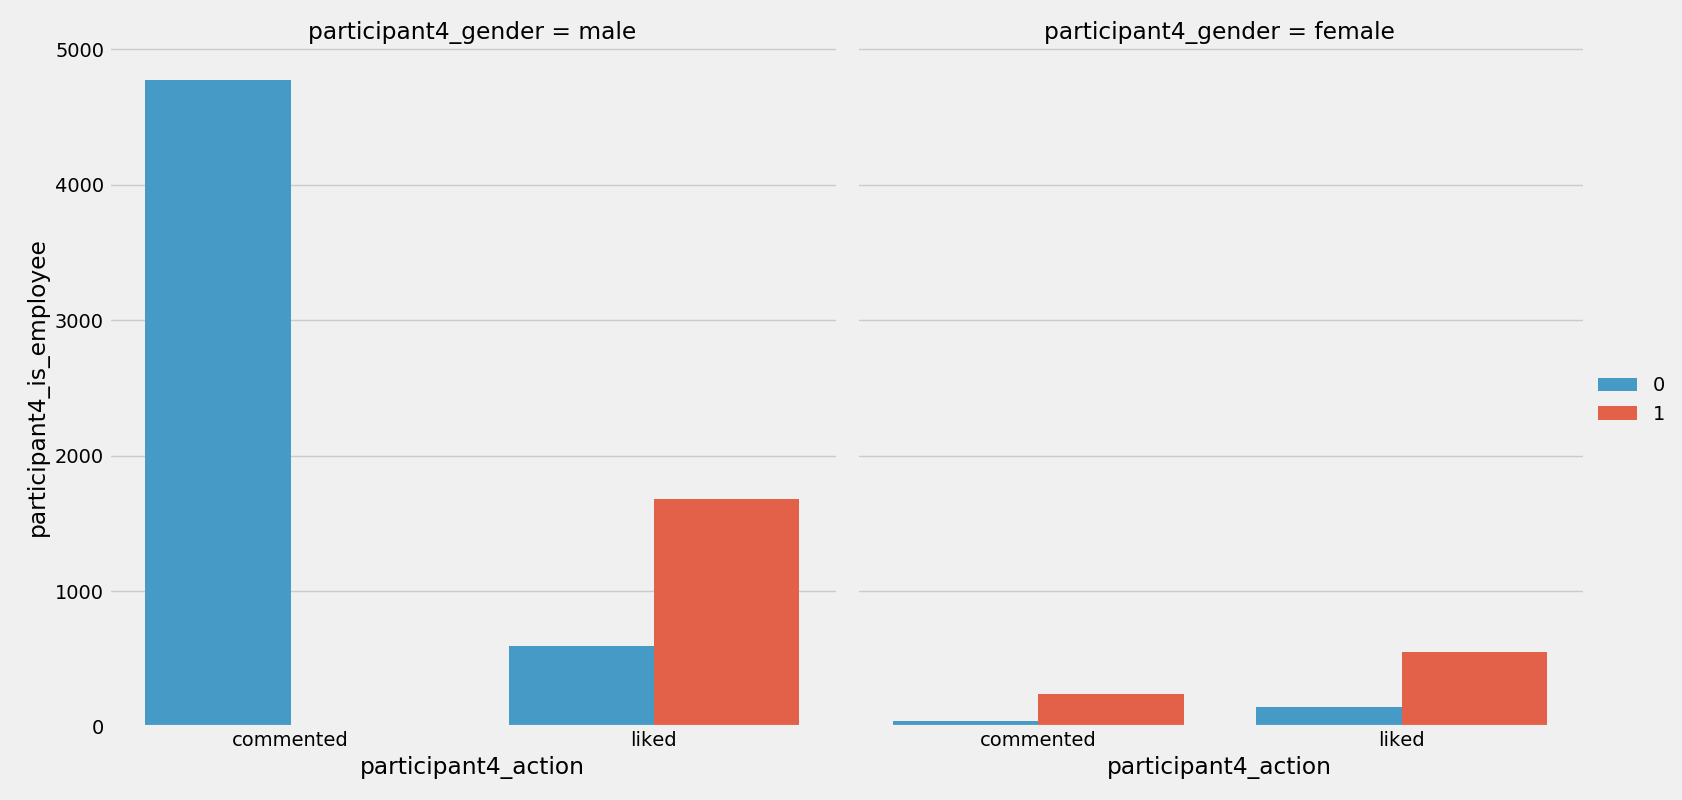 participant4_gender = male
participant4_gender = female
5000
4000
3000
2000
1000
0
participant4_is_employee
commented
liked
commented
liked
participant4_action
participant4_action
0
1